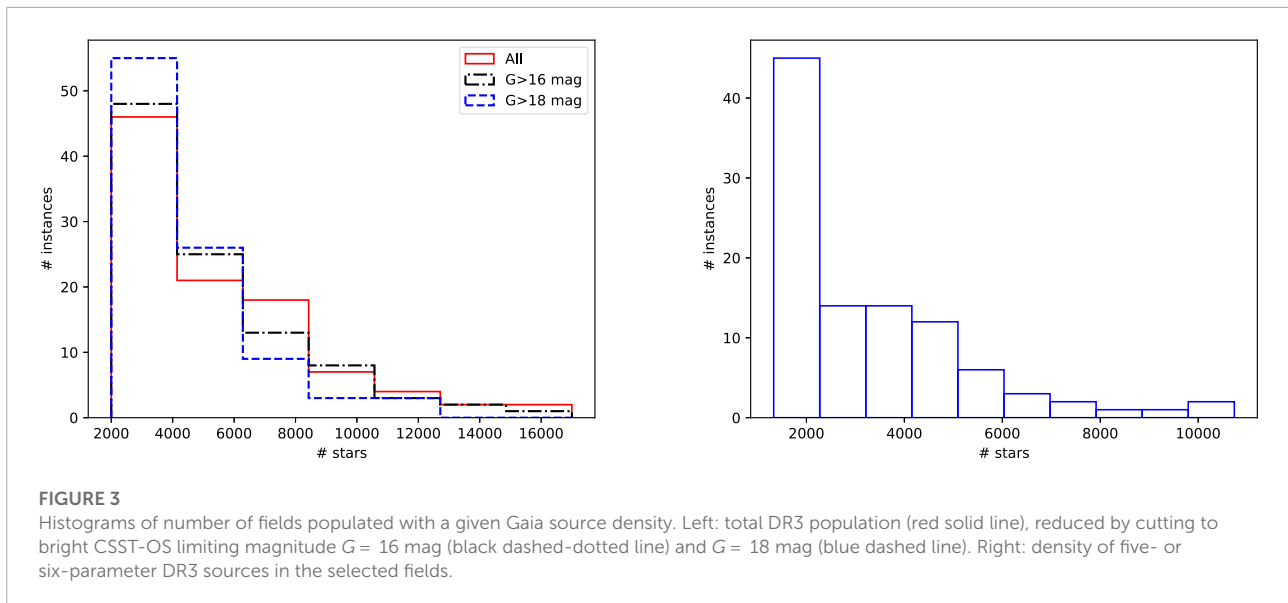 50
40
30
20
10
0
# instances
2000 4000 6000 8000 10000 12000 14000 16000
# stars
All
G>16 mag
G>18 mag
40
30
20
10
0
# instances
2000 4000 6000 8000 10000
# stars
FIGURE 3
Histograms of number of fields populated with a given Gaia source density. Left: total DR3 population (red solid line), reduced by cutting to
bright CSST-OS limiting magnitude G = 16 mag (black dashed-dotted line) and G = 18 mag (blue dashed line). Right: density of five- or
six-parameter DR3 sources in the selected fields.